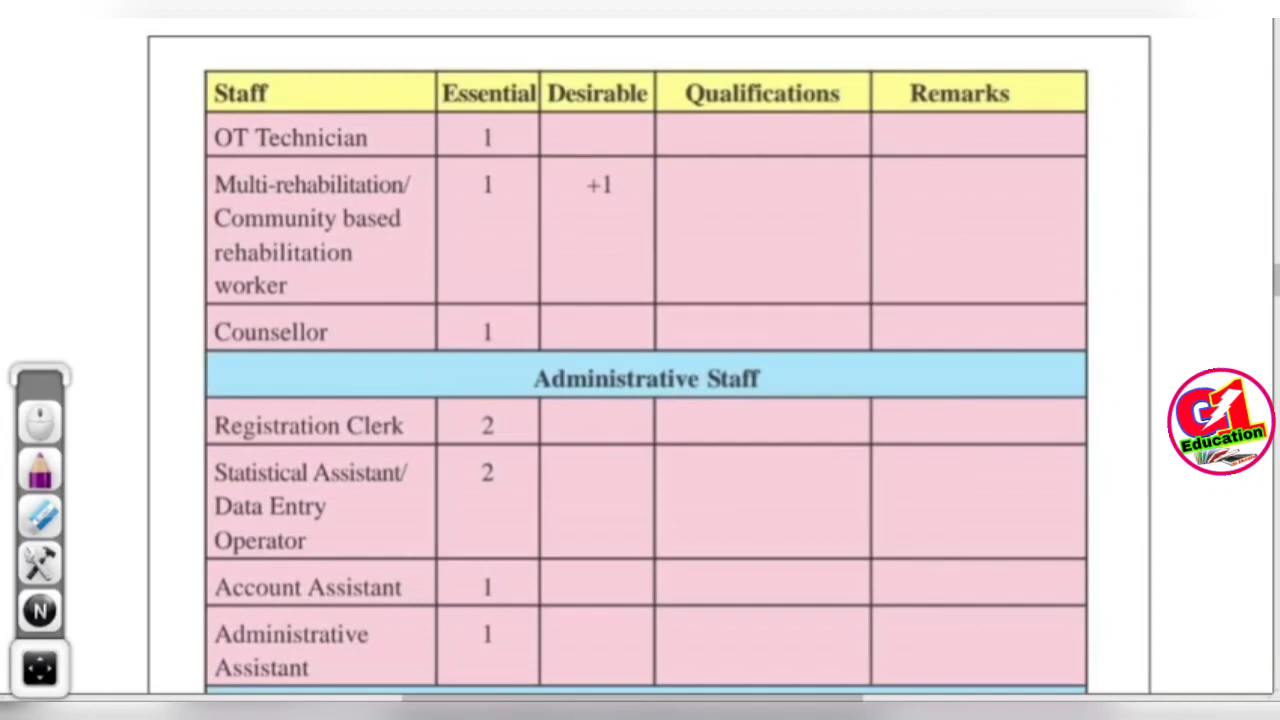 Staff Essential Desirable Qualifications Remarks
OT Technician 1
Multi-rehabilitation/ 1 +1
Community based
rehabilitation
worker
Counsellor 1
Administrative Staff
Registration Clerk 2
Statistical Assistant/ 2
Data Entry
Operator
Account Assistant 1
Administrative 1
Assistant
G1
Education
N